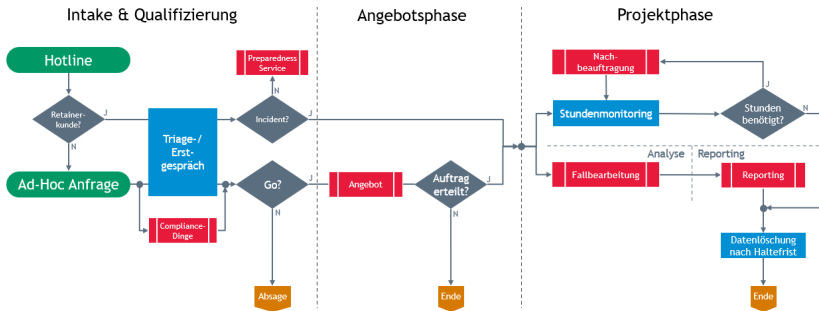 Intake & Qualifizierung
Angebotsphase
Projektphase
Hotline
Preparedness
Service
Nach-
beauftragung
N
J
Retainer-
kunde?
J
Triage-/
Erst-
gespräch
Incident?
J
Stundenmonitoring
Stunden
benötigt?
N
N
Analyse
Reporting
Ad-Hoc Anfrage
Go?
J
Angebot
Auftrag
erteilt?
J
Fallbearbeitung
Reporting
Compliance-
Dinge
N
N
Datenlöschung
nach Haltefrist
Absage
Ende
Ende